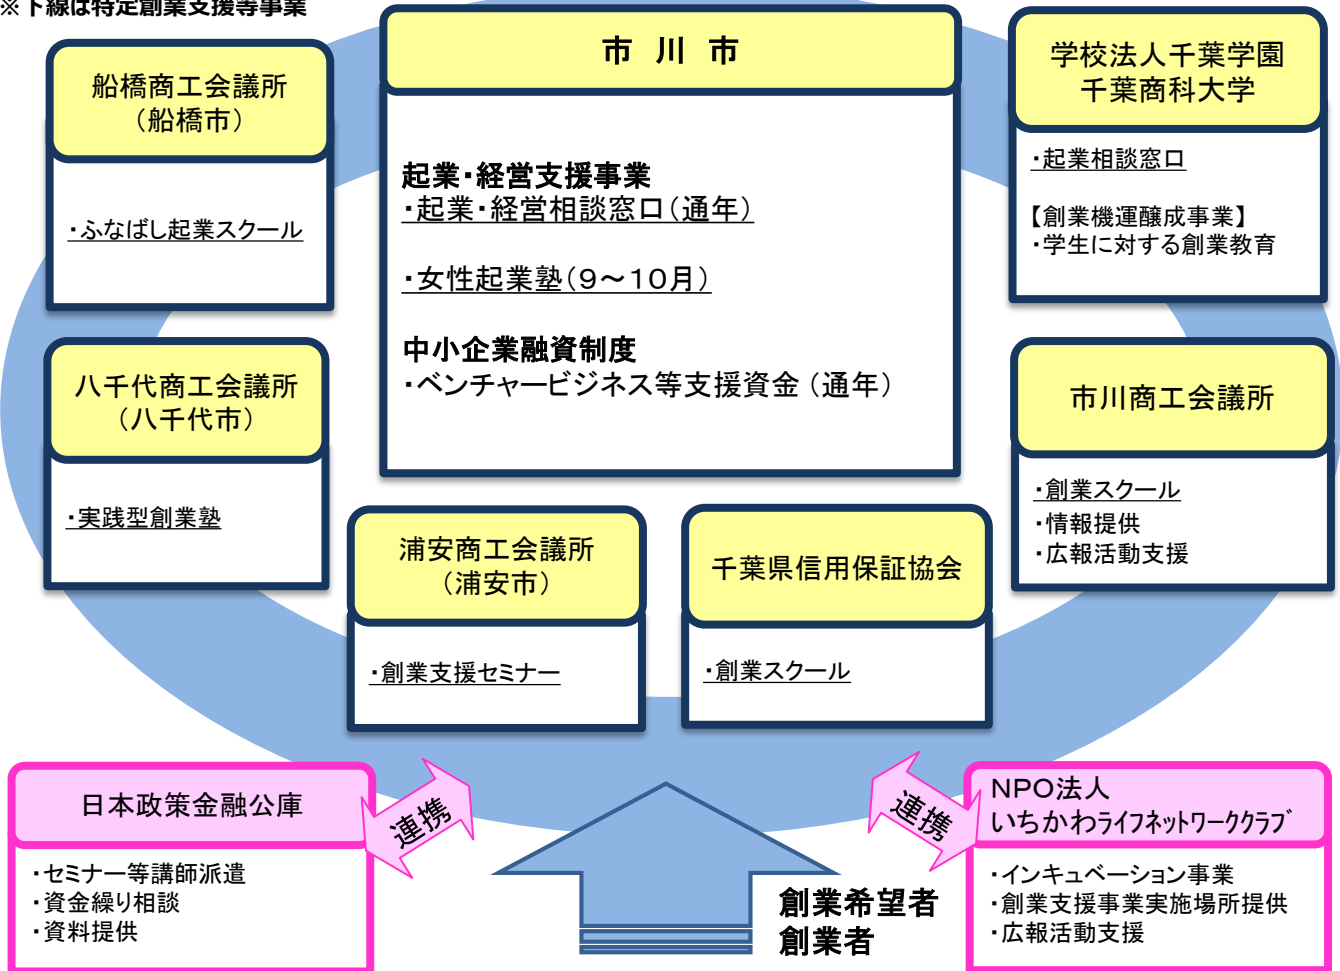 ※下線は特定創業支援等事業
市 川 市
起業・経営支援事業
・起業・経営相談窓口（通年）
・女性起業塾（９～１０月）
中小企業融資制度
・ベンチャービジネス等支援資金（通年）
船橋商工会議所
（船橋市）
・ふなばし起業スクール
学校法人千葉学園
千葉商科大学
・起業相談窓口
【創業機運醸成事業】
・学生に対する創業教育
八千代商工会議所
（八千代市）
・実践型創業塾
市川商工会議所
・創業スクール
・情報提供
・広報活動支援
浦安商工会議所
（浦安市）
・創業支援セミナー
千葉県信用保証協会
・創業スクール
日本政策金融公庫
・セミナー等講師派遣
・資金繰り相談
・資料提供
連携
連携
NPO法人
いちかわﾗｲﾌﾈｯﾄﾜｰｸｸﾗﾌﾞ
・インキュベーション事業
・創業支援事業実施場所提供
・広報活動支援
創業希望者
創業者